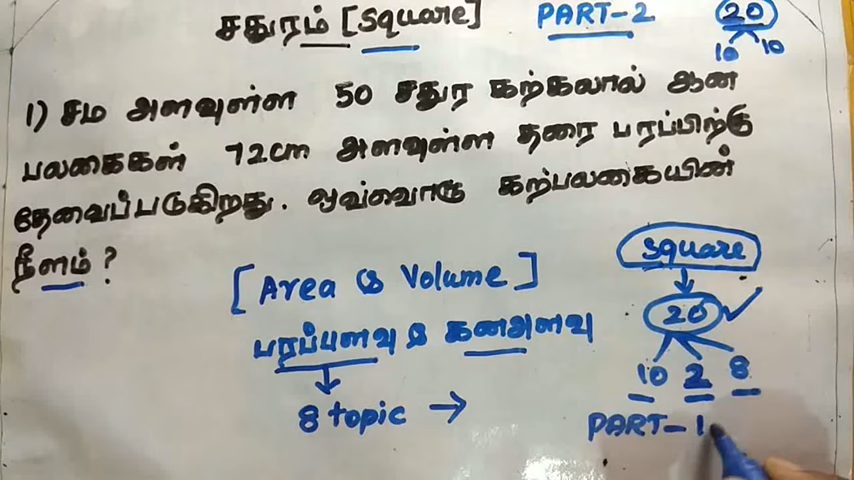 சதுரம் [Square] PART-2
20
10 10
1) சம அளவுள்ள 50 சதுர கற்கலால் ஆன
பலகைகள் 72cm அளவுள்ள தரை பரப்பிற்கு
தேவைப்படுகிறது. ஒவ்வொரு கற்பலகையின்
நீளம் ?
[Area & Volume]
பரப்பளவு & கனஅளவு
8 topic →
square
20 ✓
10 2 8
PART-1